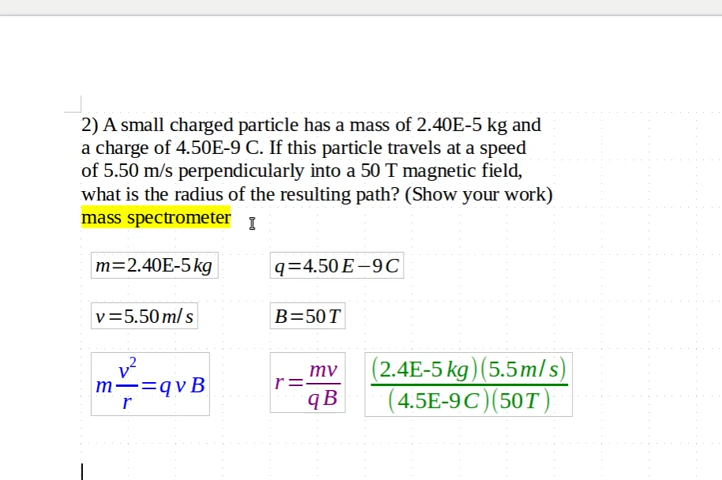 2) A small charged particle has a mass of 2.40E-5 kg and
a charge of 4.50E-9 C. If this particle travels at a speed
of 5.50 m/s perpendicularly into a 50 T magnetic field,
what is the radius of the resulting path? (Show your work)
mass spectrometer
m=2.40E-5 kg q=4.50 E−9 C
v=5.50 m/s B=50 T
m v²/r = q v B r = mv/qB (2.4E-5 kg)(5.5 m/s)/(4.5E-9 C)(50 T)